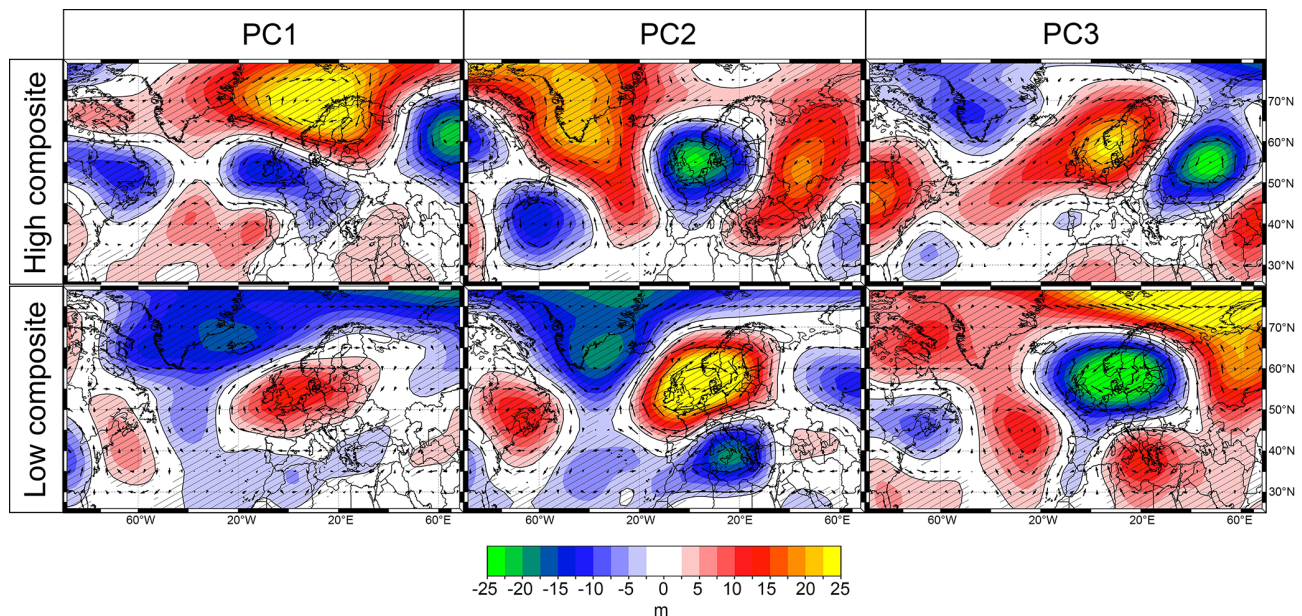 PC1 PC2 PC3
High composite
70°N
60°N
50°N
40°N
30°N
Low composite
70°N
60°N
50°N
40°N
30°N
60°W 20°W 20°E 60°E 60°W 20°W 20°E 60°E 60°W 20°W 20°E 60°E
-25 -20 -15 -10 -5 0 5 10 15 20 25
m